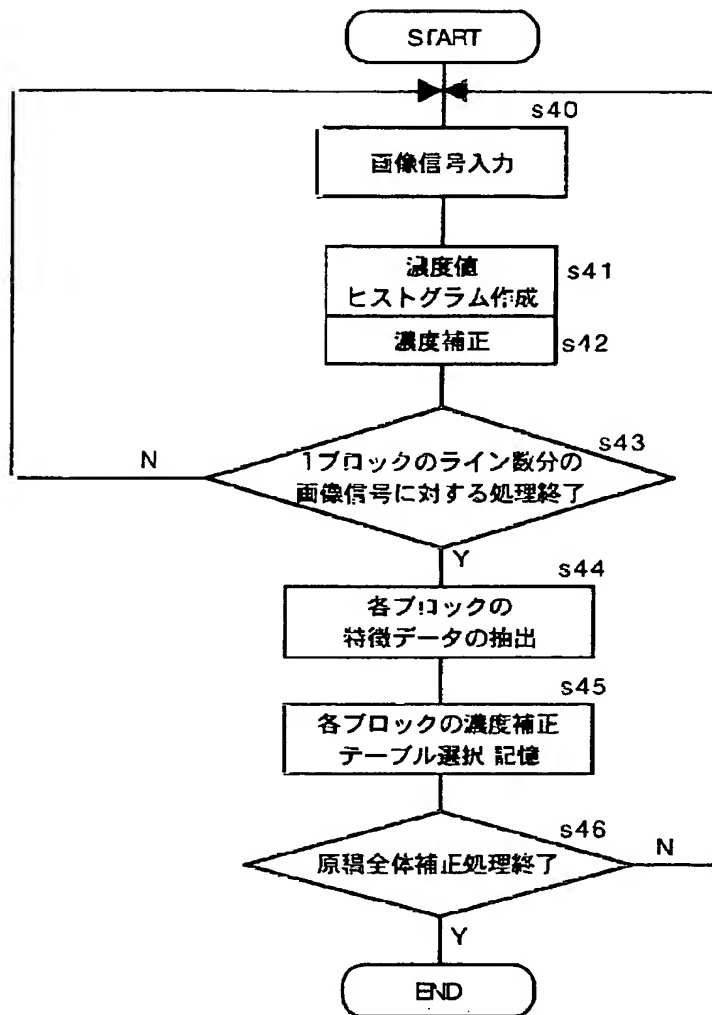 START
s40
画像信号入力
濃度値
ヒストグラム作成
s41
濃度補正
s42
s43
N
1ブロックのライン数分の
画像信号に対する処理終了
Y
s44
各ブロックの
特徴データの抽出
s45
各ブロックの濃度補正
テーブル選択 記憶
s46
原稿全体補正処理終了
N
Y
END